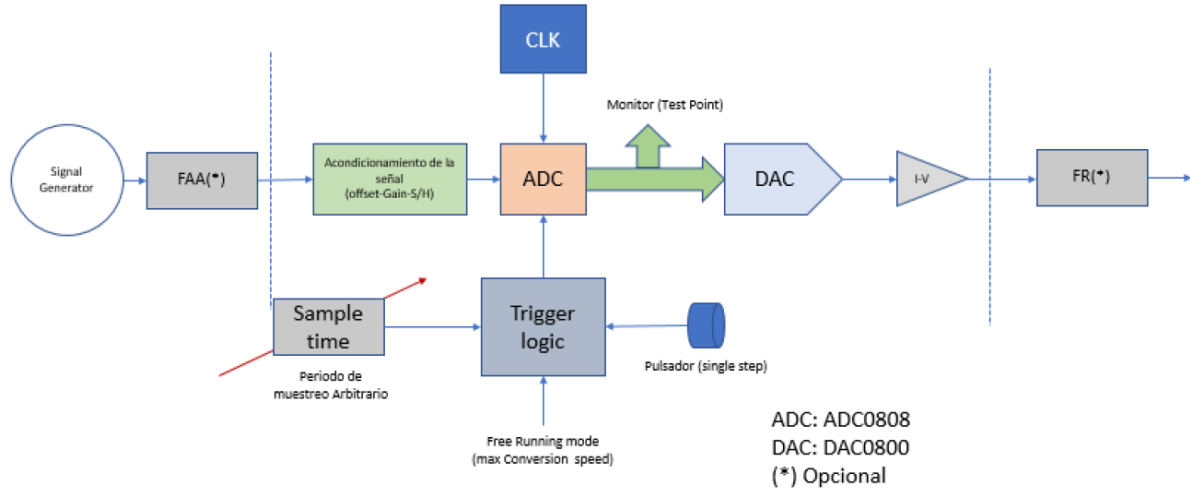 CLK
Monitor (Test Point)
Signal
Generator
FAA(*)
Acondicionamiento de la
señal
(offset-Gain-S/H)
ADC
DAC
I-V
FR(*)
Sample
time
Trigger
logic
Periodo de
muestreo Arbitrario
Pulsador (single step)
Free Running mode
(max Conversion speed)
ADC: ADC0808
DAC: DAC0800
(*) Opcional